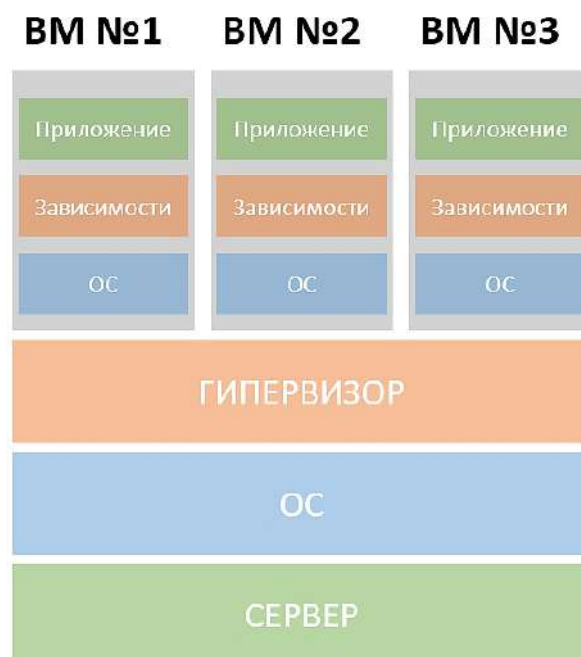 ВМ №1 ВМ №2 ВМ №3
Приложение Приложение Приложение
Зависимости Зависимости Зависимости
ОС ОС ОС
ГИПЕРВИЗОР
ОС
СЕРВЕР